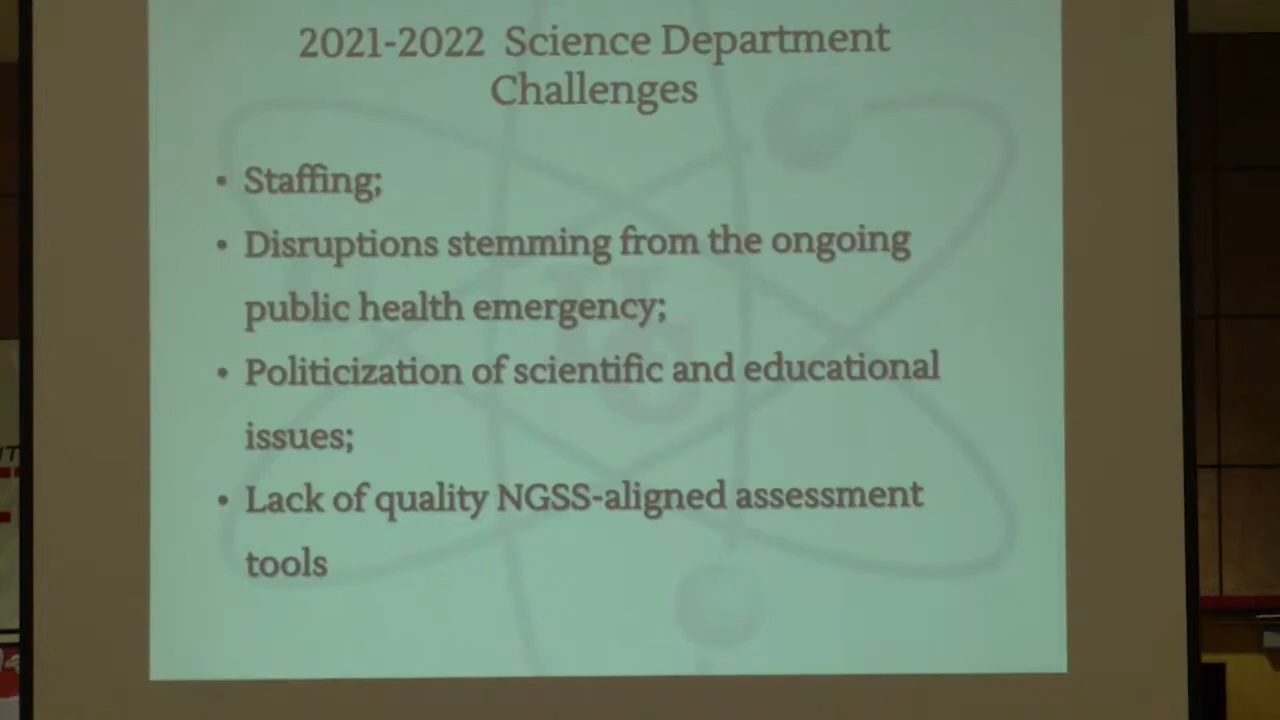 2021-2022 Science Department
Challenges
• Staffing;
• Disruptions stemming from the ongoing
public health emergency;
• Politicization of scientific and educational
issues;
• Lack of quality NGSS-aligned assessment
tools